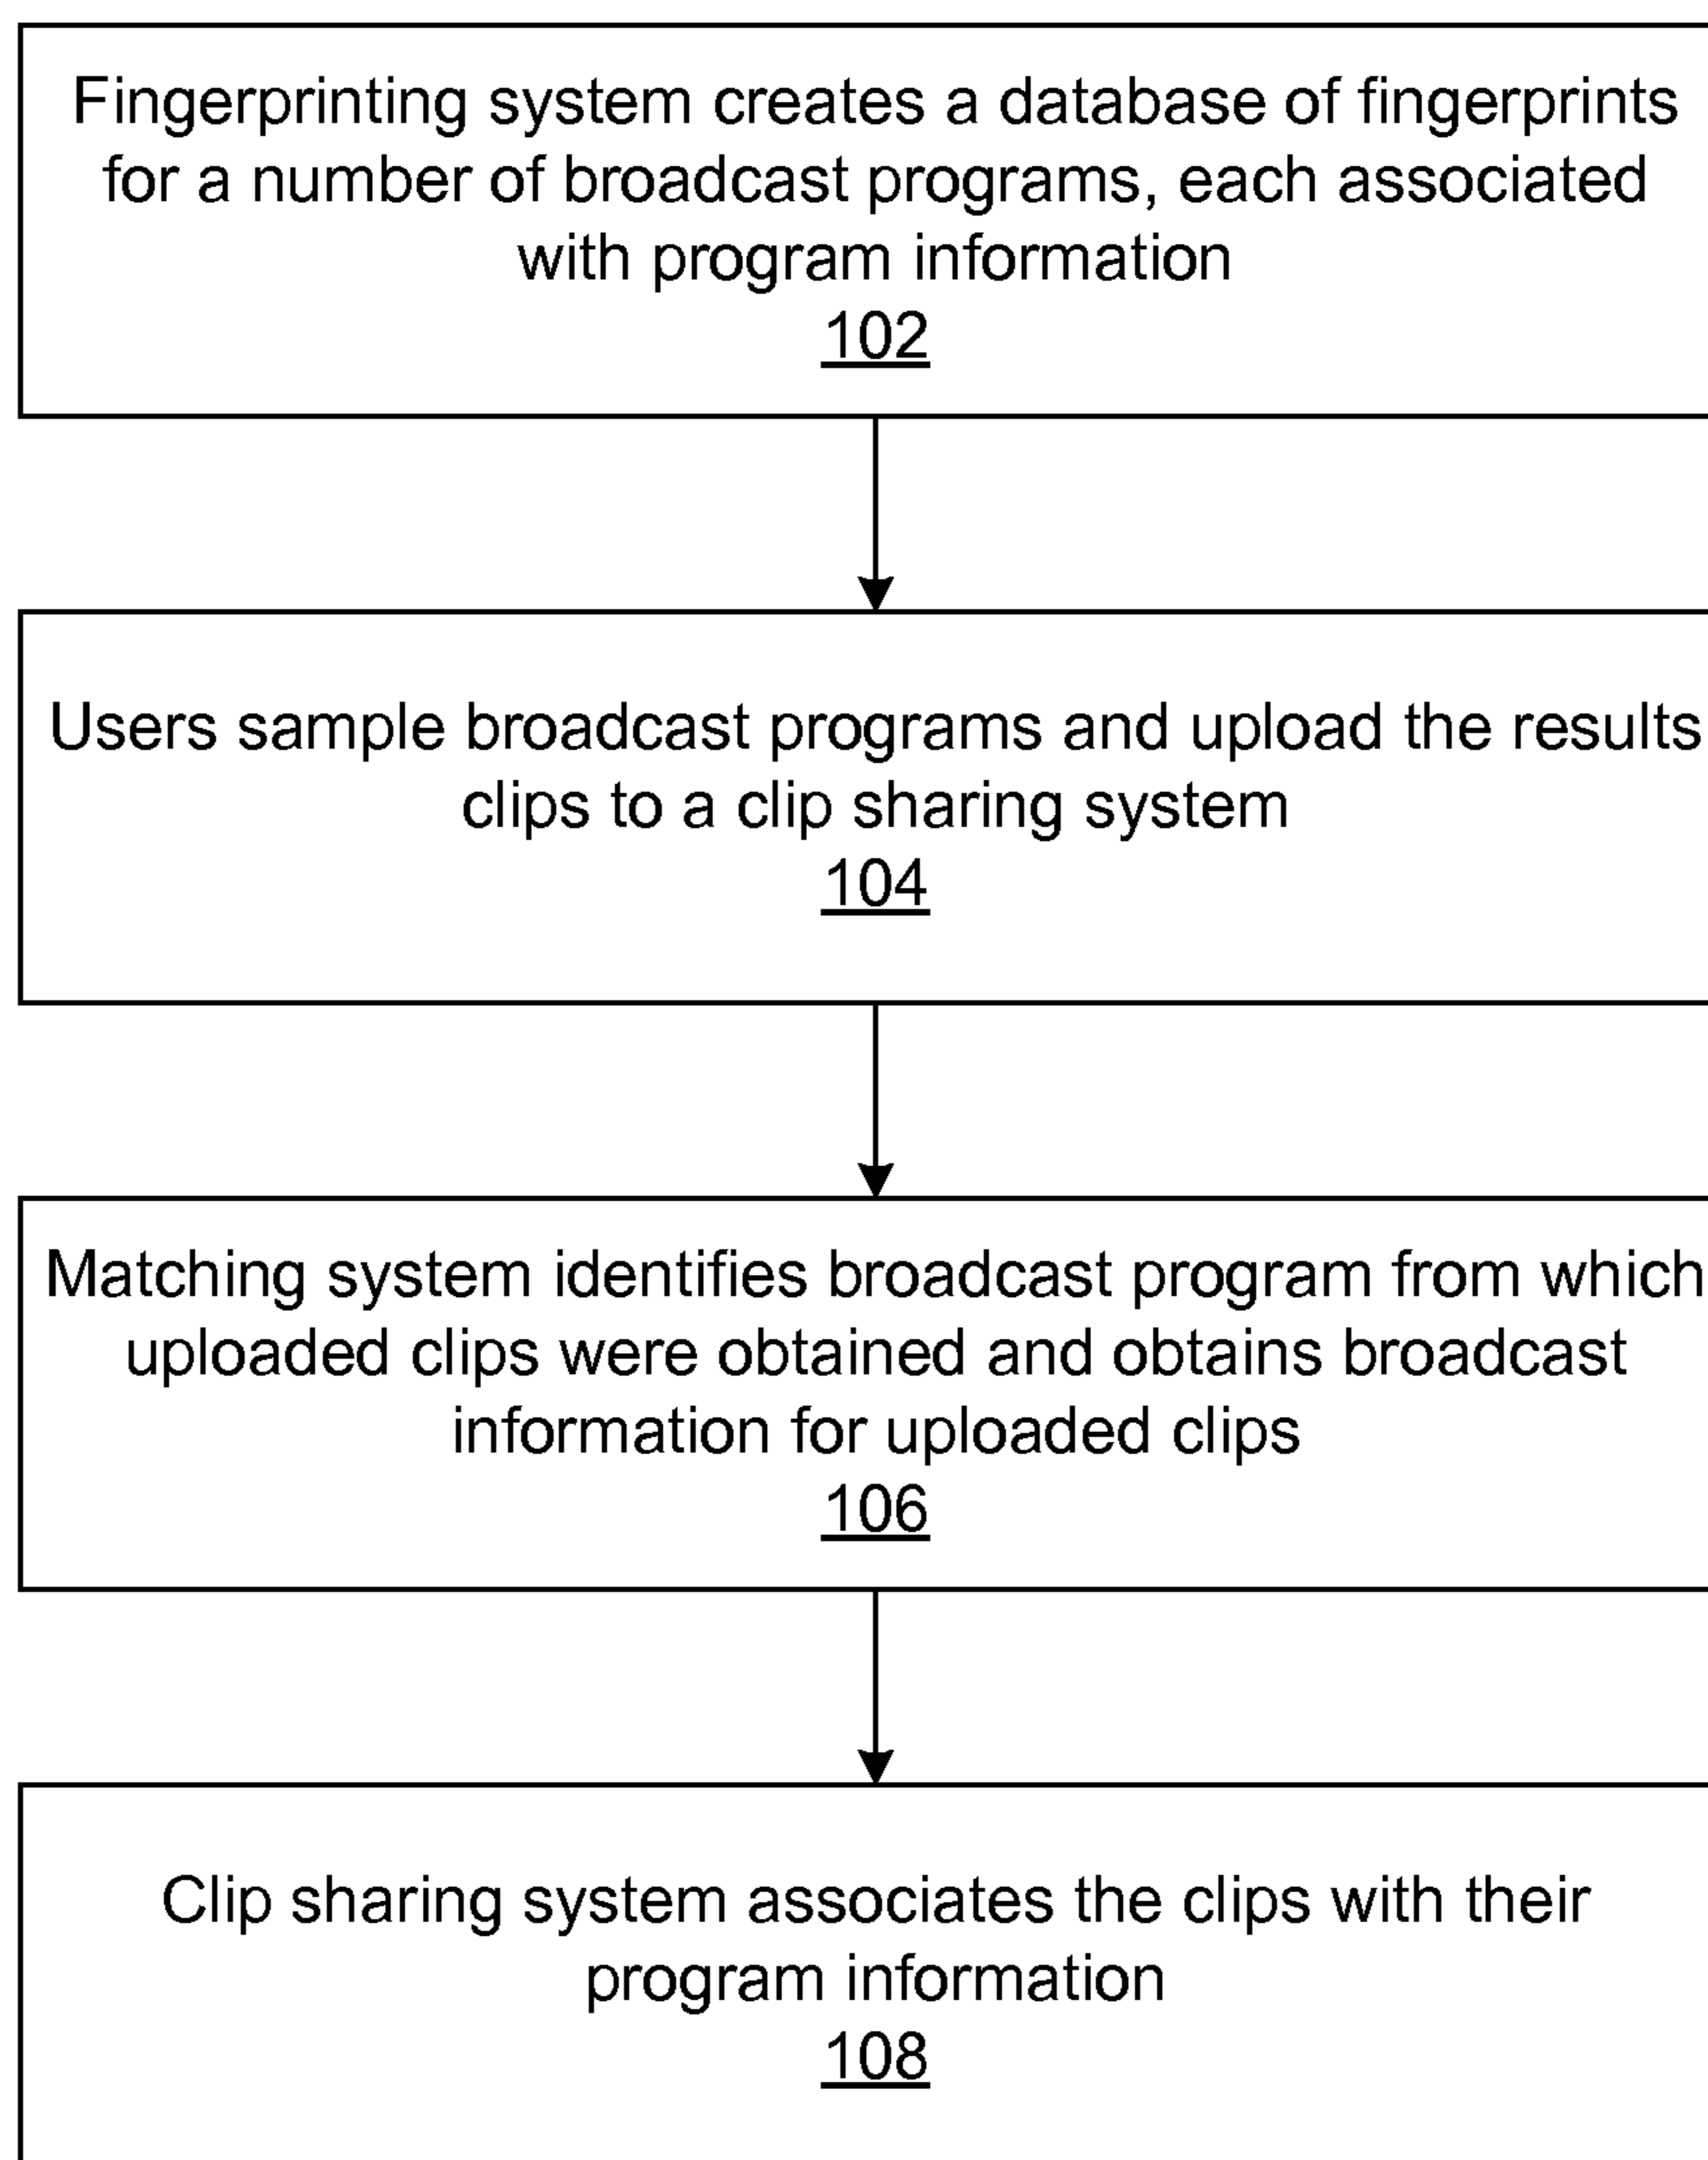 Fingerprinting system creates a database of fingerprints
for a number of broadcast programs, each associated
with program information
102
Users sample broadcast programs and upload the results
clips to a clip sharing system
104
Matching system identifies broadcast program from which
uploaded clips were obtained and obtains broadcast
information for uploaded clips
106
Clip sharing system associates the clips with their
program information
108